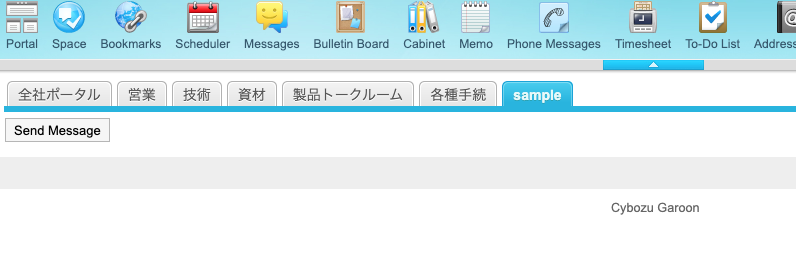 Portal Space Bookmarks Scheduler Messages Bulletin Board Cabinet Memo Phone Messages Timesheet To-Do List Address
全社ポータル 営業 技術 資材 製品トークルーム 各種手続 sample
Send Message
Cybozu Garoon